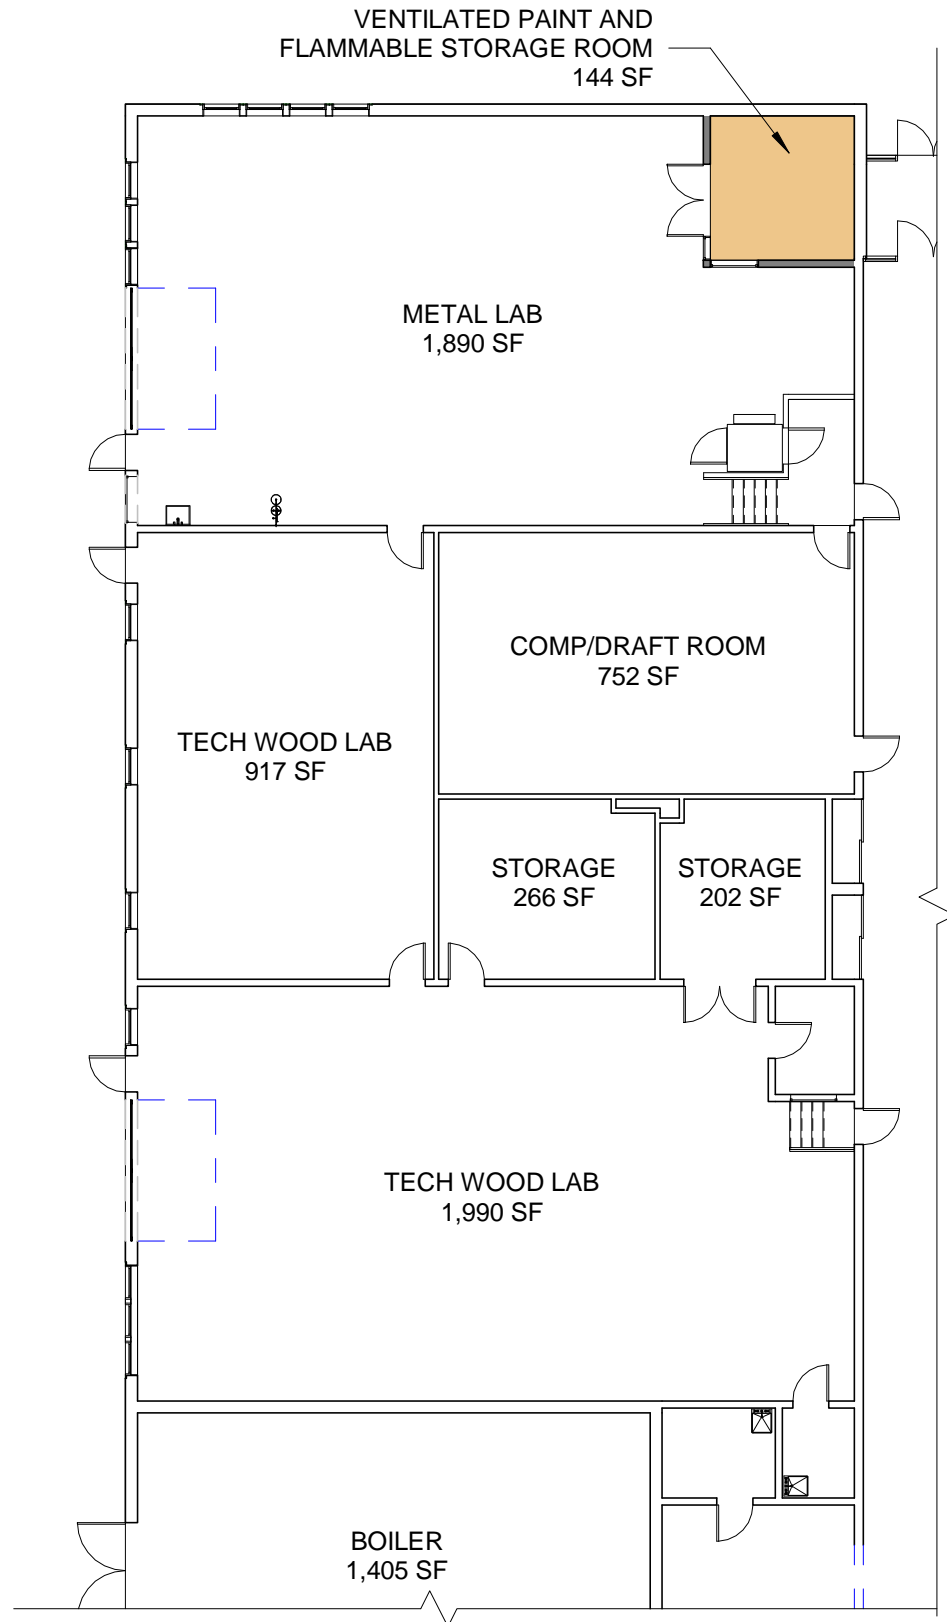 VENTILATED PAINT AND
FLAMMABLE STORAGE ROOM
144 SF
METAL LAB
1,890 SF
COMP/DRAFT ROOM
752 SF
TECH WOOD LAB
917 SF
STORAGE
266 SF
STORAGE
202 SF
TECH WOOD LAB
1,990 SF
BOILER
1,405 SF